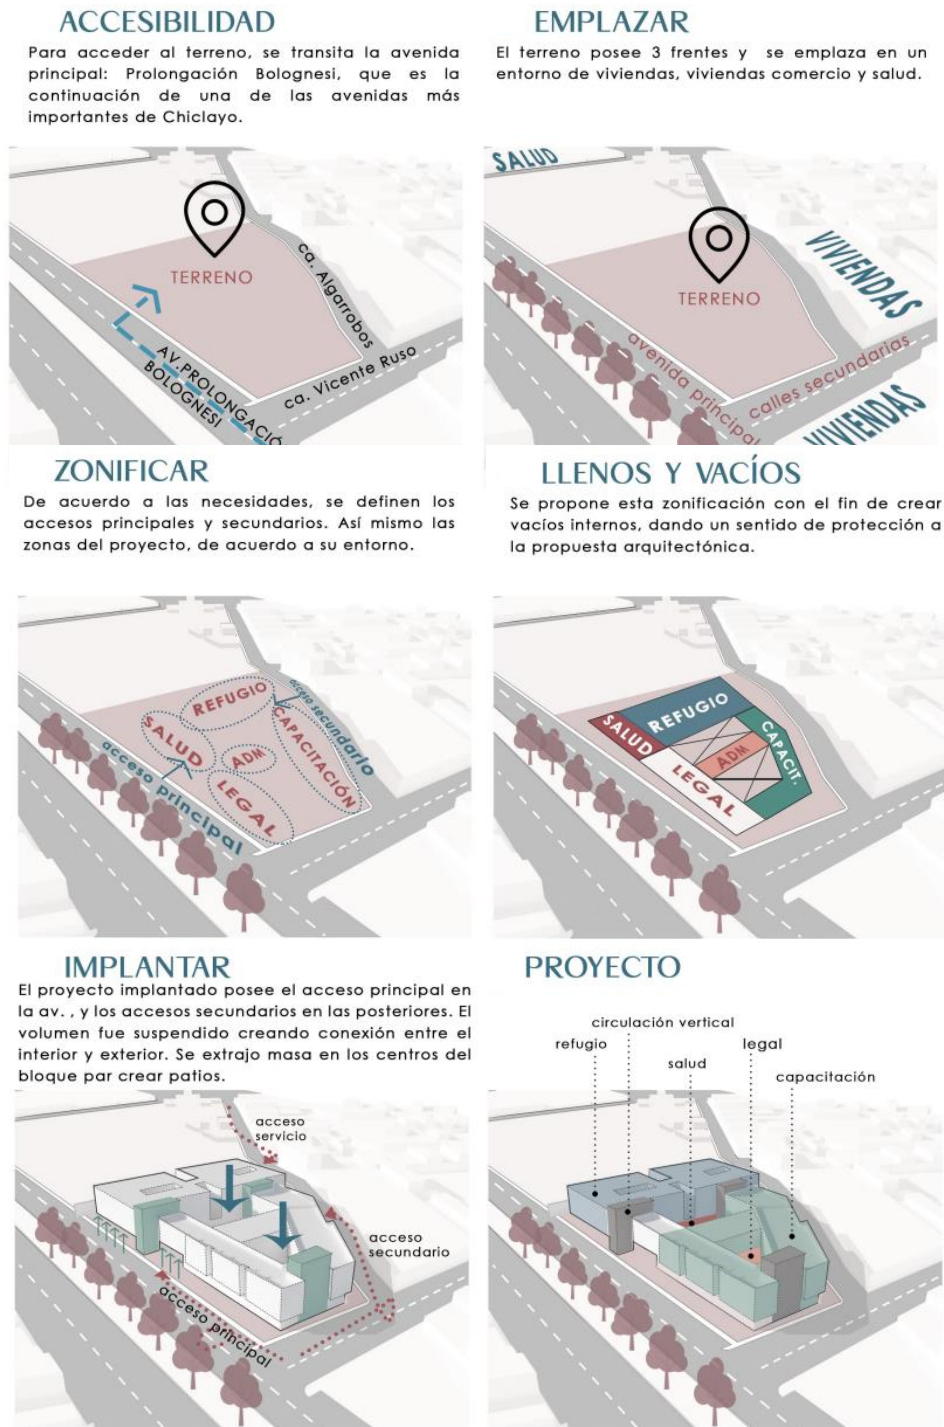 ACCESIBILIDAD
Para acceder al terreno, se transita la avenida
principal: Prolongación Bolognesi, que es la
continuación de una de las avenidas más
importantes de Chiclayo.
TERRENO
ca. Algarrobos
AV.PROLONGACIÓ
BOLOGNESI
ca. Vicente Ruso
EMPLAZAR
El terreno posee 3 frentes y se emplaza en un
entorno de viviendas, viviendas comercio y salud.
SALUD
VIVIENDAS
TERRENO
avenida principal
calles secundarias
VIVIENDAS
ZONIFICAR
De acuerdo a las necesidades, se definen los
accesos principales y secundarios. Así mismo las
zonas del proyecto, de acuerdo a su entorno.
REFUGIO
acceso secundario
SALUD
CAPACITACIÓN
ADM
LEGAL
acceso principal
LLENOS Y VACÍOS
Se propone esta zonificación con el fin de crear
vacíos internos, dando un sentido de protección a
la propuesta arquitectónica.
REFUGIO
SALUD
CAPACIT.
ADM
LEGAL
IMPLANTAR
El proyecto implantado posee el acceso principal en
la av. , y los accesos secundarios en las posteriores. El
volumen fue suspendido creando conexión entre el
interior y exterior. Se extrajo masa en los centros del
bloque par crear patios.
acceso
servicio
acceso
secundario
acceso principal
PROYECTO
circulación vertical
refugio
legal
salud
capacitación